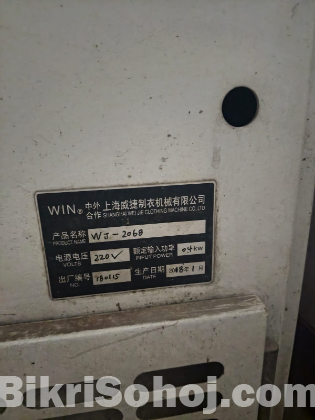 WIN® 中外合作 上海威捷制衣机械有限公司
SHANGHAI WEI JIE CLOTHING MACHINE CO.,LTD
产品名称 WJ-2068
PRODUCT NAME
电源电压 220V 额定输入功率 04KW
VOLTS INPUT POWER
出厂编号 生产日期
NO. DATE
BikriSohoj.com